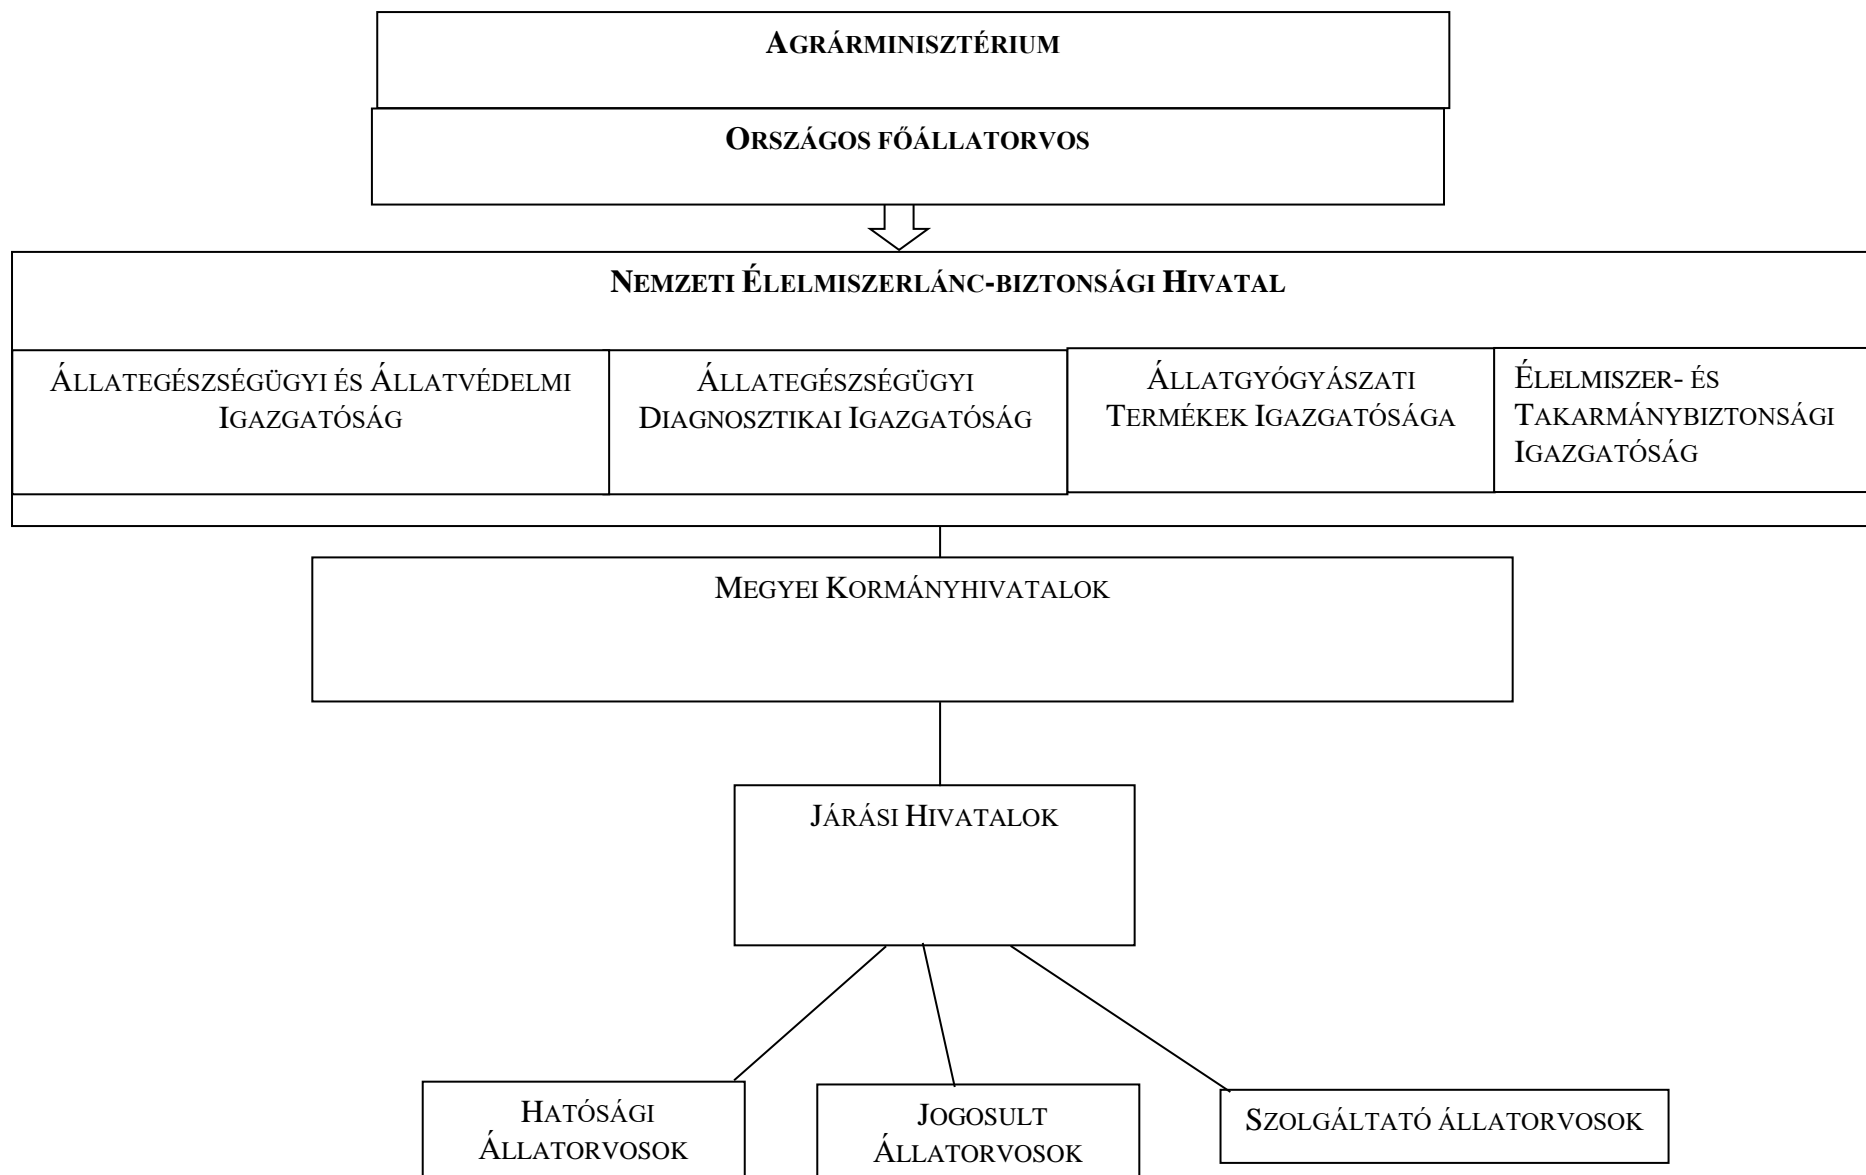 AGRÁRMINISZTÉRIUM
ORSZÁGOS FŐÁLLATORVOS
NEMZETI ÉLELMISZERLÁNC-BIZTONSÁGI HIVATAL
ÁLLATEGÉSZSÉGÜGYI ÉS ÁLLATVÉDELMI
IGAZGATÓSÁG
ÁLLATEGÉSZSÉGÜGYI
DIAGNOSZTIKAI IGAZGATÓSÁG
ÁLLATGYÓGYÁSZATI
TERMÉKEK IGAZGATÓSÁGA
ÉLELMISZER- ÉS
TAKARMÁNYBIZTONSÁGI
IGAZGATÓSÁG
MEGYEI KORMÁNYHIVATALOK
JÁRÁSI HIVATALOK
HATÓSÁGI
ÁLLATORVOSOK
JOGOSULT
ÁLLATORVOSOK
SZOLGÁLTATÓ ÁLLATORVOSOK